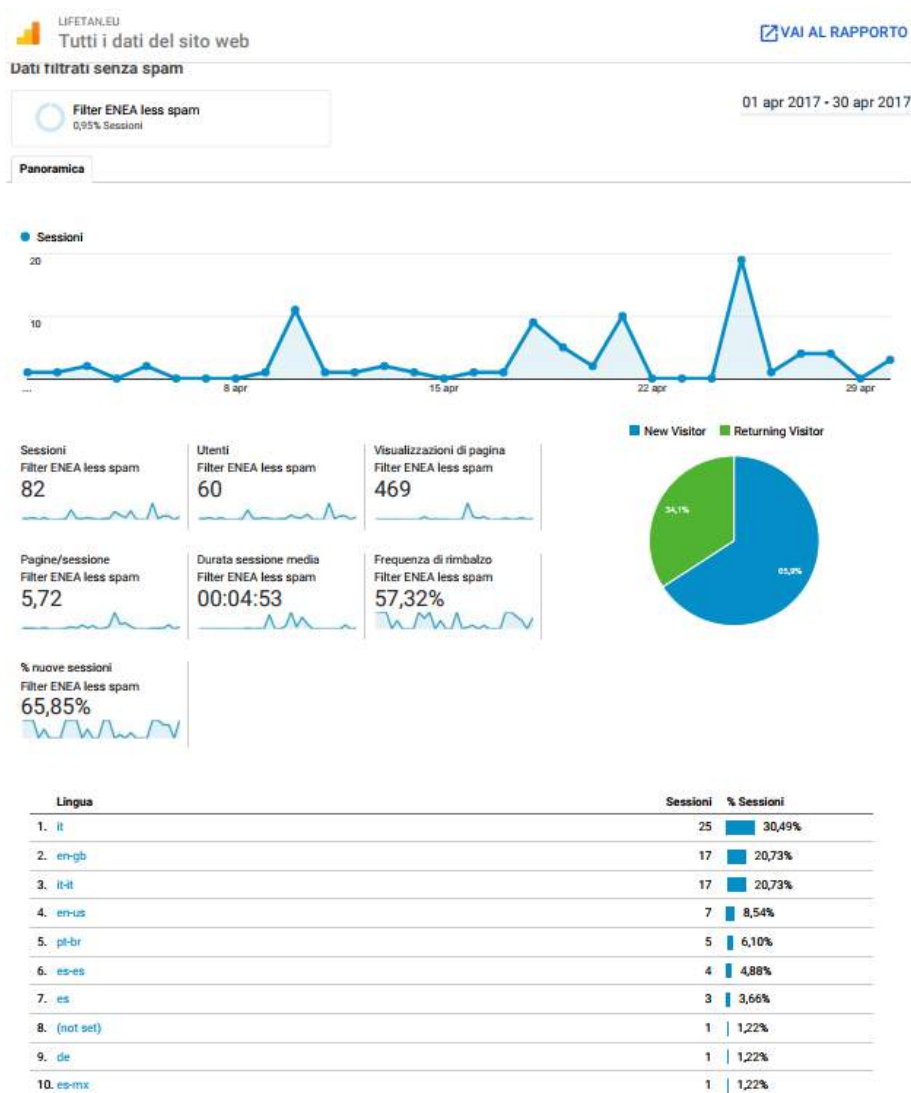 LIFETAN.EU
Tutti i dati del sito web
VAI AL RAPPORTO
Dati filtrati senza spam
Filter ENEA less spam
0,95% Sessioni
01 apr 2017 - 30 apr 2017
Panoramica
Sessioni
20
10
... 8 apr 15 apr 22 apr 29 apr
New Visitor Returning Visitor
34,1%
65,9%
Sessioni
Filter ENEA less spam
82
Utenti
Filter ENEA less spam
60
Visualizzazioni di pagina
Filter ENEA less spam
469
Pagine/sessione
Filter ENEA less spam
5,72
Durata sessione media
Filter ENEA less spam
00:04:53
Frequenza di rimbalzo
Filter ENEA less spam
57,32%
% nuove sessioni
Filter ENEA less spam
65,85%
Lingua Sessioni % Sessioni
1. it 25 30,49%
2. en-gb 17 20,73%
3. it-it 17 20,73%
4. en-us 7 8,54%
5. pt-br 5 6,10%
6. es-es 4 4,88%
7. es 3 3,66%
8. (not set) 1 1,22%
9. de 1 1,22%
10. es-mx 1 1,22%